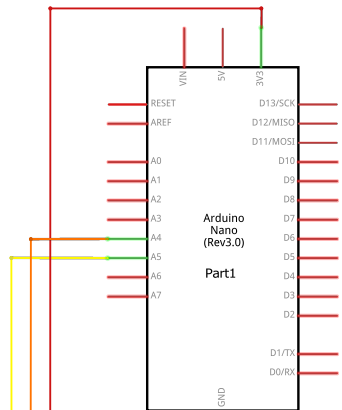 VIN
5V
3V3
RESET
AREF
A0
A1
A2
A3
A4
A5
A6
A7
D13/SCK
D12/MISO
D11/MOSI
D10
D9
D8
D7
D6
D5
D4
D3
D2
D1/TX
D0/RX
Arduino
Nano
(Rev3.0)
Part1
GND